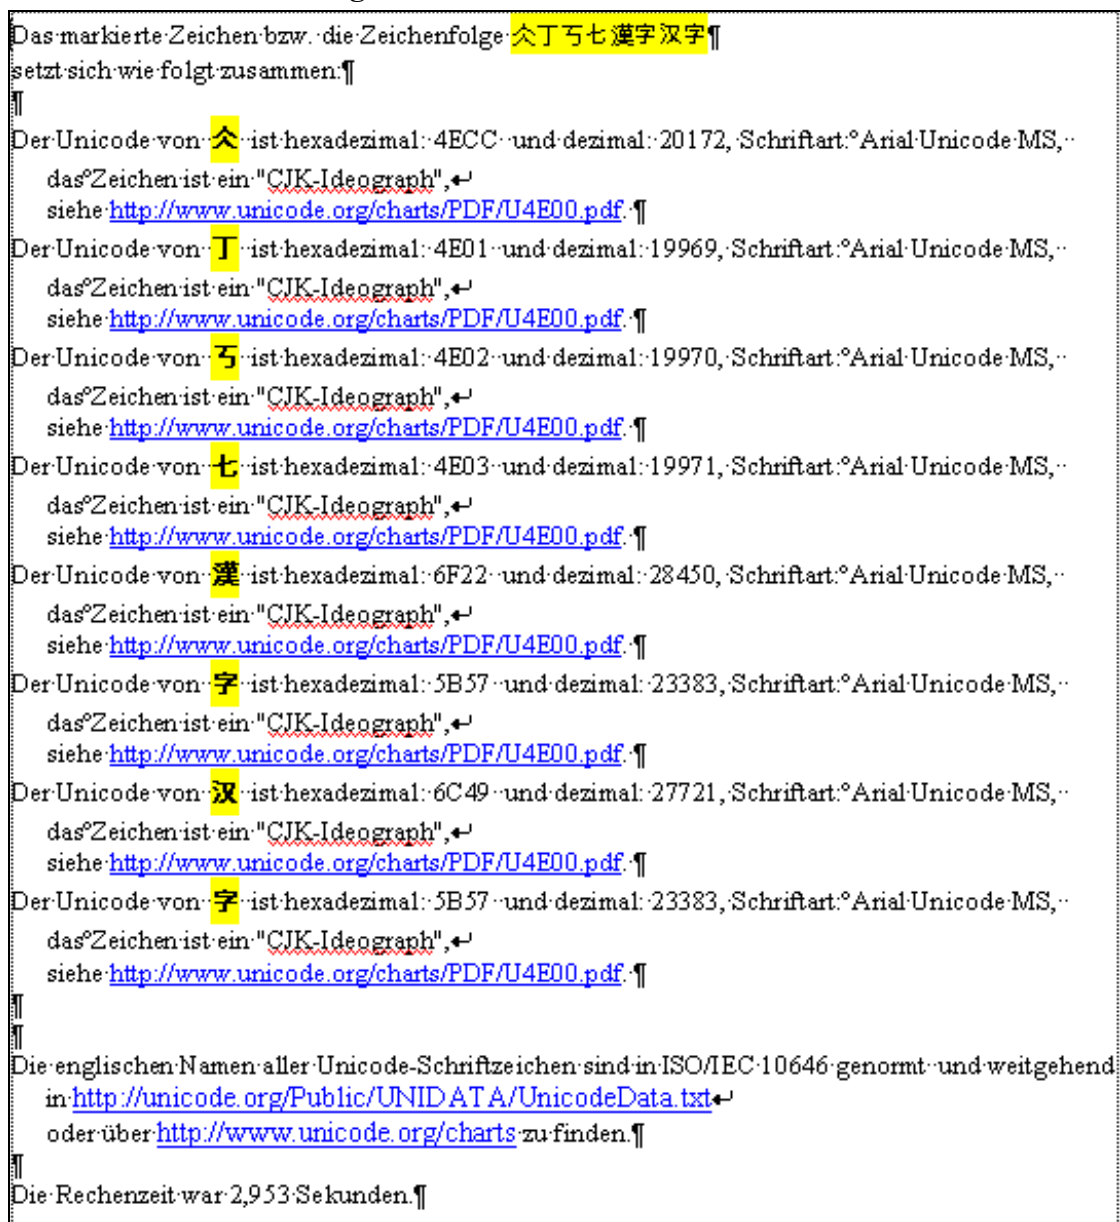 Das markierte Zeichen bzw. die Zeichenfolge 仌丁丂七漢字汉字¶
setzt sich wie folgt zusammen:¶
¶
Der Unicode von 仌 ist hexadezimal: 4ECC und dezimal: 20172, Schriftart:°Arial Unicode MS,
das°Zeichen ist ein "CJK-Ideograph",↵
siehe http://www.unicode.org/charts/PDF/U4E00.pdf. ¶
Der Unicode von 丁 ist hexadezimal: 4E01 und dezimal: 19969, Schriftart:°Arial Unicode MS,
das°Zeichen ist ein "CJK-Ideograph",↵
siehe http://www.unicode.org/charts/PDF/U4E00.pdf. ¶
Der Unicode von 丂 ist hexadezimal: 4E02 und dezimal: 19970, Schriftart:°Arial Unicode MS,
das°Zeichen ist ein "CJK-Ideograph",↵
siehe http://www.unicode.org/charts/PDF/U4E00.pdf. ¶
Der Unicode von 七 ist hexadezimal: 4E03 und dezimal: 19971, Schriftart:°Arial Unicode MS,
das°Zeichen ist ein "CJK-Ideograph",↵
siehe http://www.unicode.org/charts/PDF/U4E00.pdf. ¶
Der Unicode von 漢 ist hexadezimal: 6F22 und dezimal: 28450, Schriftart:°Arial Unicode MS,
das°Zeichen ist ein "CJK-Ideograph",↵
siehe http://www.unicode.org/charts/PDF/U4E00.pdf. ¶
Der Unicode von 字 ist hexadezimal: 5B57 und dezimal: 23383, Schriftart:°Arial Unicode MS,
das°Zeichen ist ein "CJK-Ideograph",↵
siehe http://www.unicode.org/charts/PDF/U4E00.pdf. ¶
Der Unicode von 汉 ist hexadezimal: 6C49 und dezimal: 27721, Schriftart:°Arial Unicode MS,
das°Zeichen ist ein "CJK-Ideograph",↵
siehe http://www.unicode.org/charts/PDF/U4E00.pdf. ¶
Der Unicode von 字 ist hexadezimal: 5B57 und dezimal: 23383, Schriftart:°Arial Unicode MS,
das°Zeichen ist ein "CJK-Ideograph",↵
siehe http://www.unicode.org/charts/PDF/U4E00.pdf. ¶
¶
¶
Die englischen Namen aller Unicode-Schriftzeichen sind in ISO/IEC 10646 genormt und weitgehend
in http://unicode.org/Public/UNIDATA/UnicodeData.txt↵
oder über http://www.unicode.org/charts zu finden.¶
¶
Die Rechenzeit war 2,953 Sekunden.¶